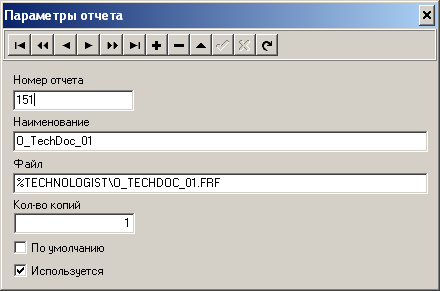 Параметры отчета
Номер отчета
151
Наименование
O_TechDoc_01
Файл
%TECHNOLOGIST\O_TECHDOC_01.FRF
Кол-во копий
1
По умолчанию
Используется